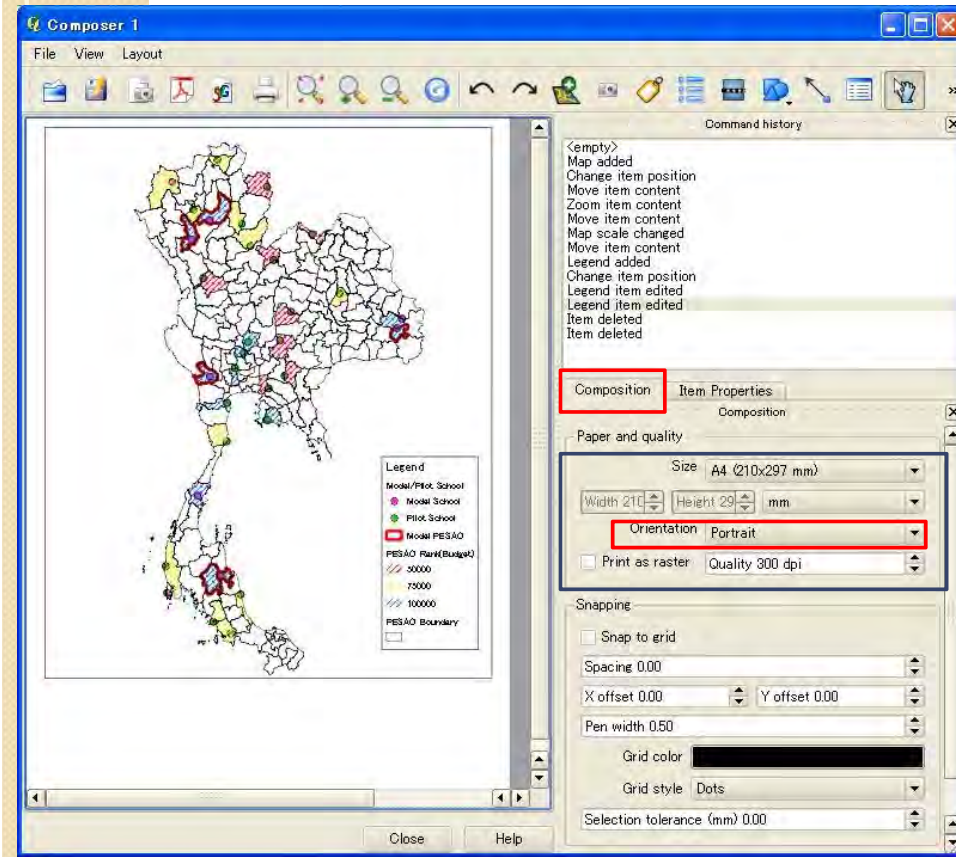 Composer 1
File View Layout
Command history
<empty>
Map added
Change item position
Move item content
Zoom item content
Move item content
Map scale changed
Move item content
Legend added
Change item position
Legend item edited
Legend item edited
Item deleted
Item deleted
Composition Item Properties
Composition
Paper and quality
Size A4 (210x297 mm)
Width 210 Height 29 mm
Orientation Portrait
Print as raster Quality 300 dpi
Snapping
Snap to grid
Spacing 0.00
X offset 0.00 Y offset 0.00
Pen width 0.50
Grid color
Grid style Dots
Selection tolerance (mm) 0.00
Legend
Model/Pilot School
Model School
Pilot School
Model PESAO
PESAO Rank(Budget)
50000
75000
100000
PESAO Boundary
Close Help